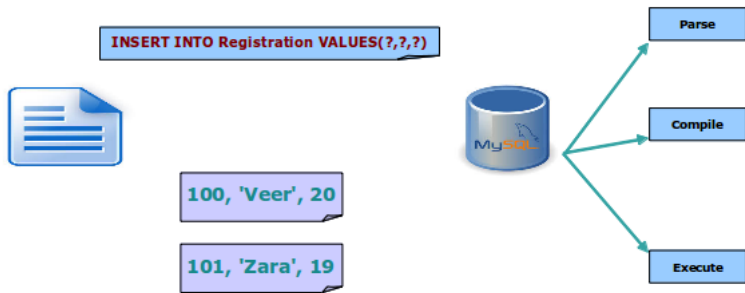 INSERT INTO Registration VALUES(?,?,?)
Parse
Compile
MySQL
100, 'Veer', 20
101, 'Zara', 19
Execute